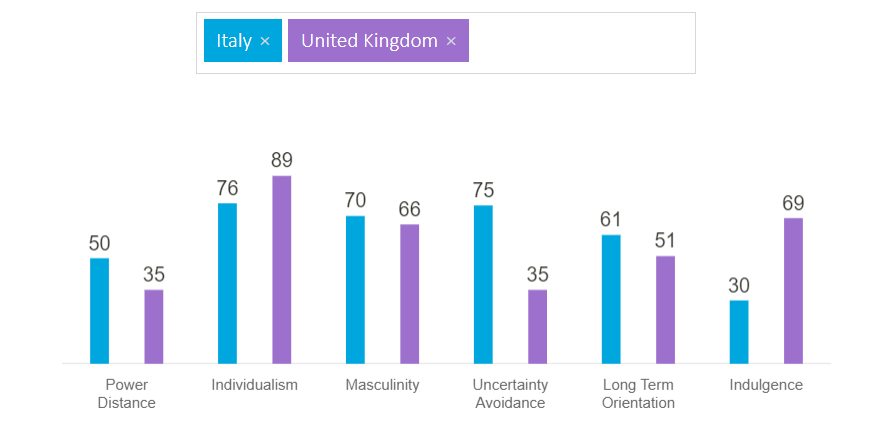 Italy × United Kingdom ×
50 35 76 89 70 66 75 35 61 51 30 69
Power Distance
Individualism
Masculinity
Uncertainty Avoidance
Long Term Orientation
Indulgence